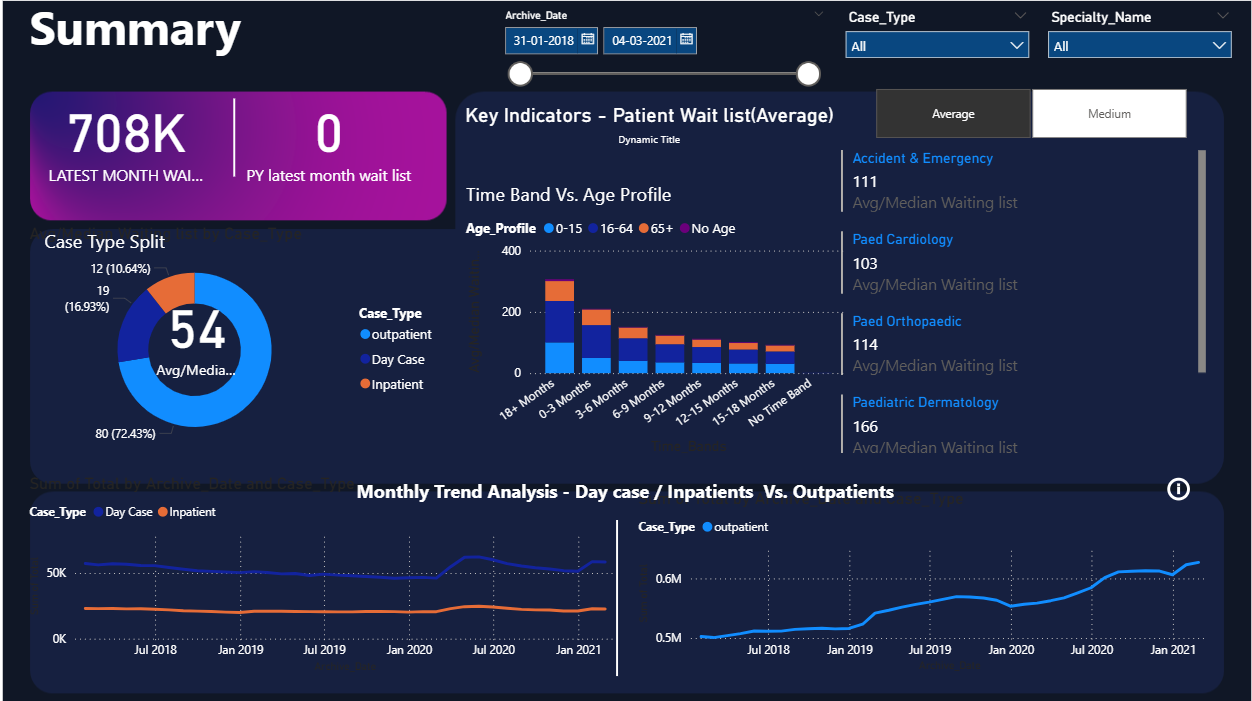 Summary
Archive_Date
31-01-2018
04-03-2021
Case_Type
All
Specialty_Name
All
708K
LATEST MONTH WAI...
0
PY latest month wait list
Key Indicators - Patient Wait list(Average)
Dynamic Title
Average
Medium
Accident & Emergency
111
Avg/Median Waiting list
Paed Cardiology
103
Avg/Median Waiting list
Paed Orthopaedic
114
Avg/Median Waiting list
Paediatric Dermatology
166
Avg/Median Waiting list
Time Band Vs. Age Profile
Age_Profile 0-15 16-64 65+ No Age
400
200
0
18+ Months
0-3 Months
3-6 Months
6-9 Months
9-12 Months
12-15 Months
15-18 Months
No Time Band
Case Type Split
12 (10.64%)
19
(16.93%)
54
Avg/Media...
80 (72.43%)
Case_Type
outpatient
Day Case
Inpatient
Sum of Total by Archive_Date and Case_Type
Monthly Trend Analysis - Day case / Inpatients Vs. Outpatients
Case_Type Day Case Inpatient
50K
0K
Jul 2018
Jan 2019
Jul 2019
Jan 2020
Jul 2020
Jan 2021
Case_Type outpatient
0.6M
0.5M
Jul 2018
Jan 2019
Jul 2019
Jan 2020
Jul 2020
Jan 2021